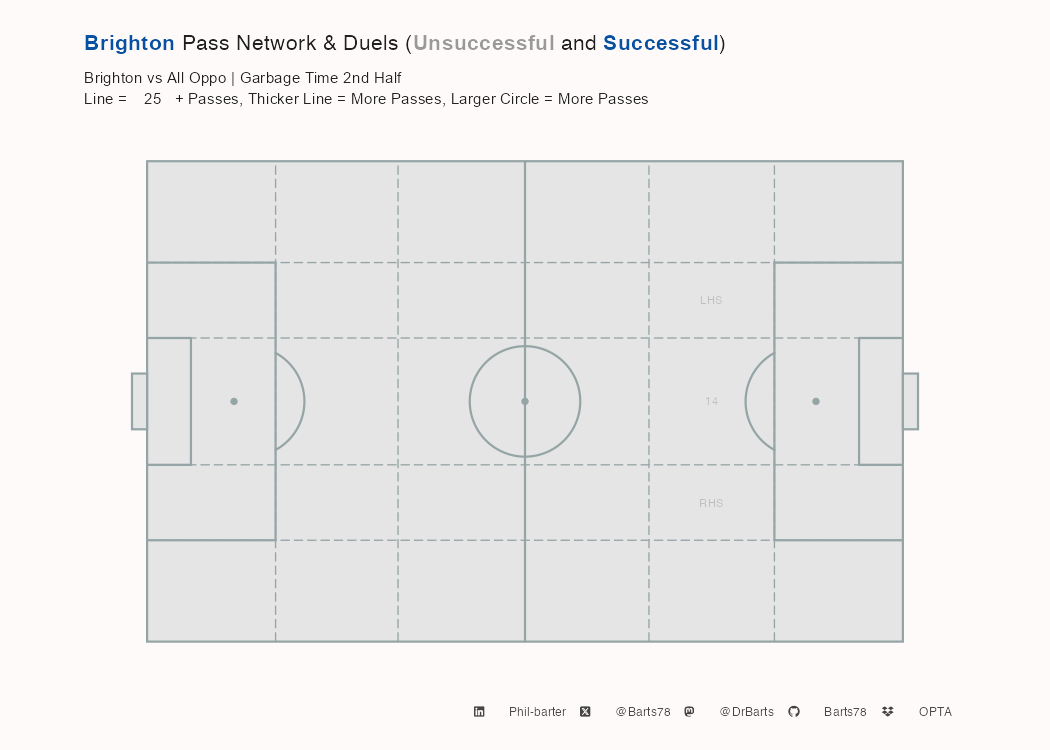 Brighton Pass Network & Duels (Unsuccessful and Successful)
Brighton vs All Oppo | Garbage Time 2nd Half
Line = 25 + Passes, Thicker Line = More Passes, Larger Circle = More Passes
LHS
14
RHS
Phil-barter @Barts78 @DrBarts Barts78 OPTA